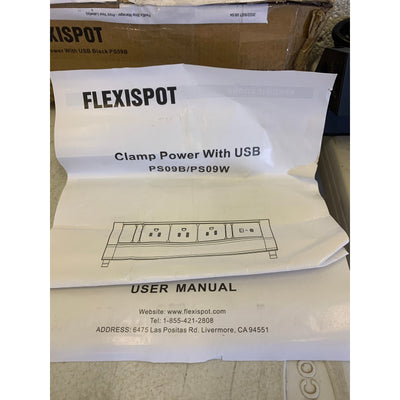 EXISPOT
ower With USB Black PS09B
FLEXISPOT
Clamp Power With USB
PS09B/PS09W
USER MANUAL
Website: www.flexispot.com
Tel: 1-855-421-2808
ADDRESS: 6475 Las Positas Rd. Livermore, CA 94551